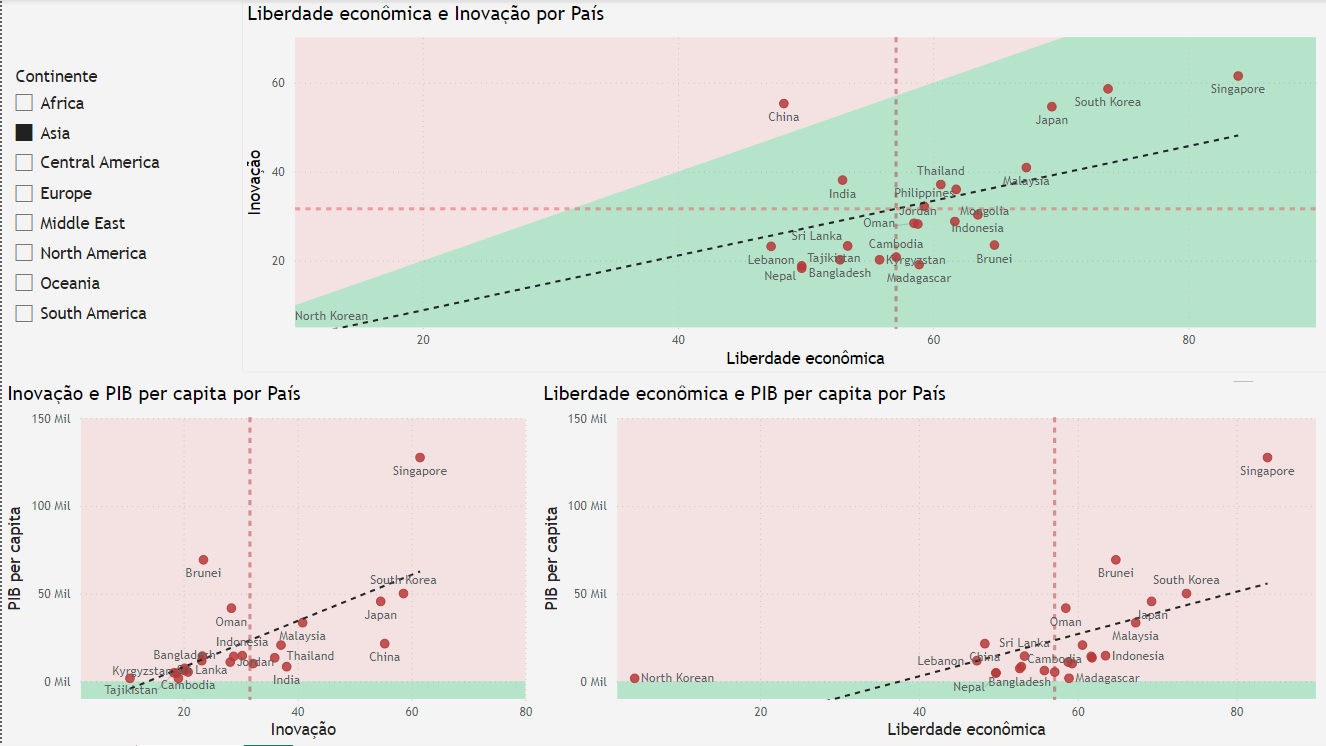 Liberdade econômica e Inovação por País
Continente
Africa
Asia
Central America
Europe
Middle East
North America
Oceania
South America
Inovação
60
40
20
China
Singapore
South Korea
Japan
Thailand
Malaysia
India
Philippines
Jordan
Mongolia
Oman
Indonesia
Sri Lanka
Cambodia
Lebanon
Tajikistan
Kyrgyzstan
Brunei
Nepal
Bangladesh
Madagascar
North Korean
20 40 60 80
Liberdade econômica
Inovação e PIB per capita por País
PIB per capita
150 Mil
100 Mil
50 Mil
0 Mil
Singapore
Brunei
South Korea
Japan
Oman
Malaysia
Indonesia
China
Bangladesh
Jordan
Thailand
Kyrgyzstan
Lanka
India
Cambodia
Tajikistan
20 40 60 80
Inovação
Liberdade econômica e PIB per capita por País
PIB per capita
150 Mil
100 Mil
50 Mil
0 Mil
Singapore
Brunei
South Korea
Japan
Oman
Malaysia
Sri Lanka
China
Lebanon
Cambodia
Indonesia
North Korean
Madagascar
Bangladesh
Nepal
20 40 60 80
Liberdade econômica